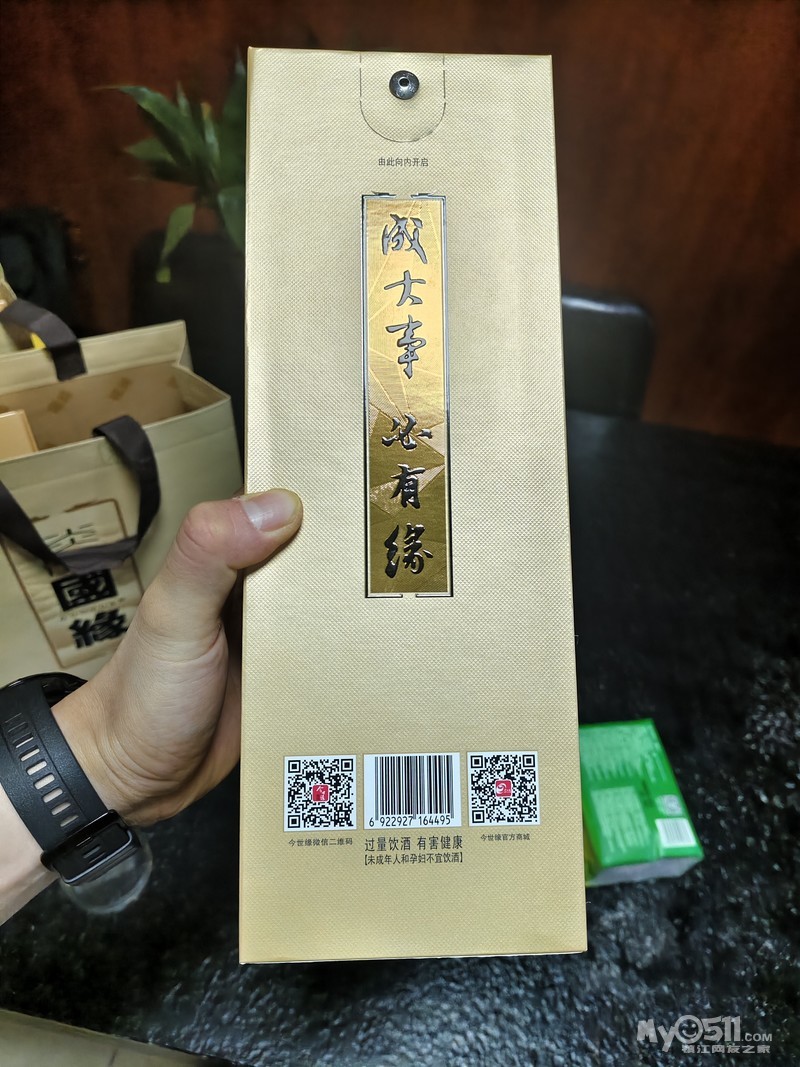 由此向内开启
成大事 必有缘
國緣
6 922927 164495
今世缘微信二维码
过量饮酒 有害健康
今世缘官方商城
[未成年人和孕妇不宜饮酒]
MyO511.COM
镇江网友之家